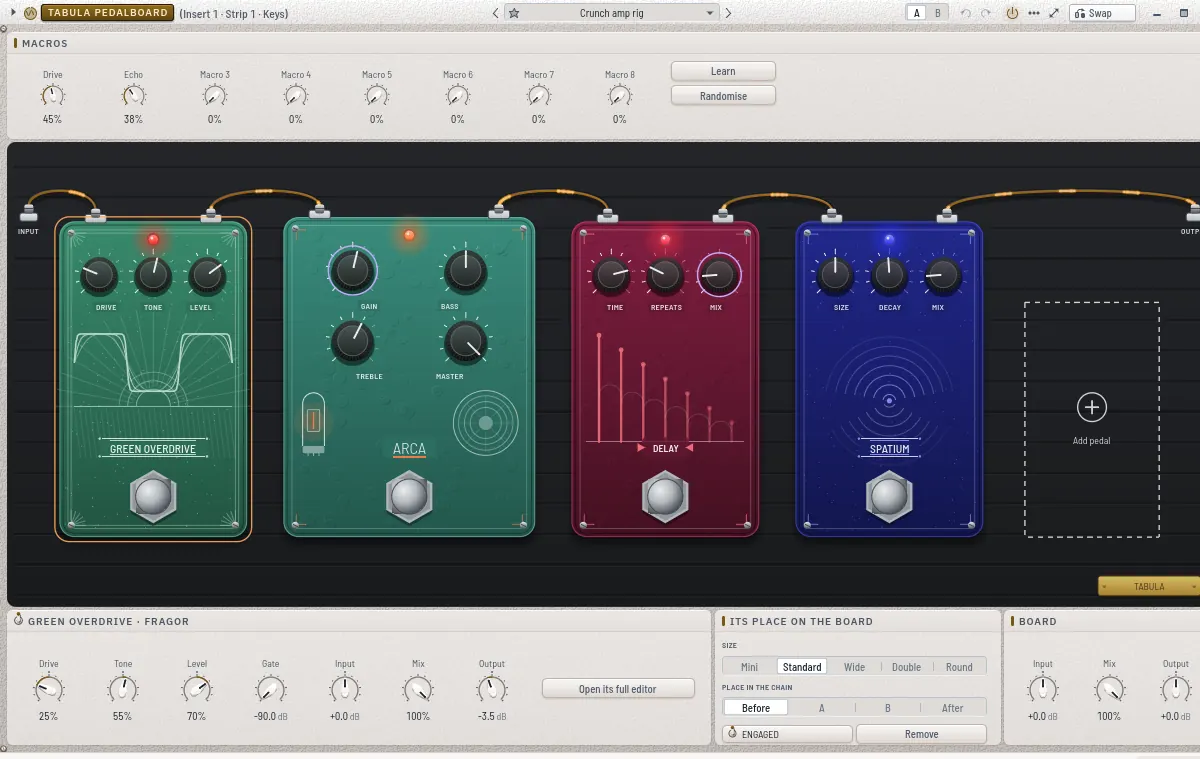 TABULA PEDALBOARD (Insert 1 · Strip 1 · Keys) Crunch amp rig A B Swap
MACROS
Drive Echo Macro 3 Macro 4 Macro 5 Macro 6 Macro 7 Macro 8
45% 38% 0% 0% 0% 0% 0% 0%
Learn
Randomise
INPUT
OUTP
DRIVE TONE LEVEL
GREEN OVERDRIVE
GAIN BASS
TREBLE MASTER
ARCA
TIME REPEATS MIX
DELAY
SIZE DECAY MIX
SPATIUM
Add pedal
TABULA
GREEN OVERDRIVE · FRAGOR
Drive Tone Level Gate Input Mix Output
25% 55% 70% -90.0 dB +0.0 dB 100% -3.5 dB
Open its full editor
ITS PLACE ON THE BOARD
SIZE
Mini Standard Wide Double Round
PLACE IN THE CHAIN
Before A B After
ENGAGED Remove
BOARD
Input Mix Output
+0.0 dB 100% +0.0 dB